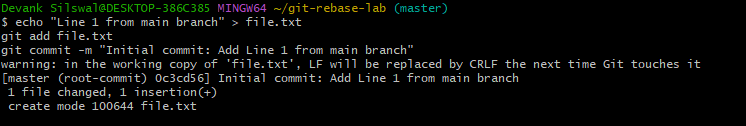 Devank Silswal@DESKTOP-386C385 MINGW64 ~/git-rebase-lab (master)
$ echo "Line 1 from main branch" > file.txt
git add file.txt
git commit -m "Initial commit: Add Line 1 from main branch"
warning: in the working copy of 'file.txt', LF will be replaced by CRLF the next time Git touches it
[master (root-commit) 0c3cd56] Initial commit: Add Line 1 from main branch
 1 file changed, 1 insertion(+)
 create mode 100644 file.txt